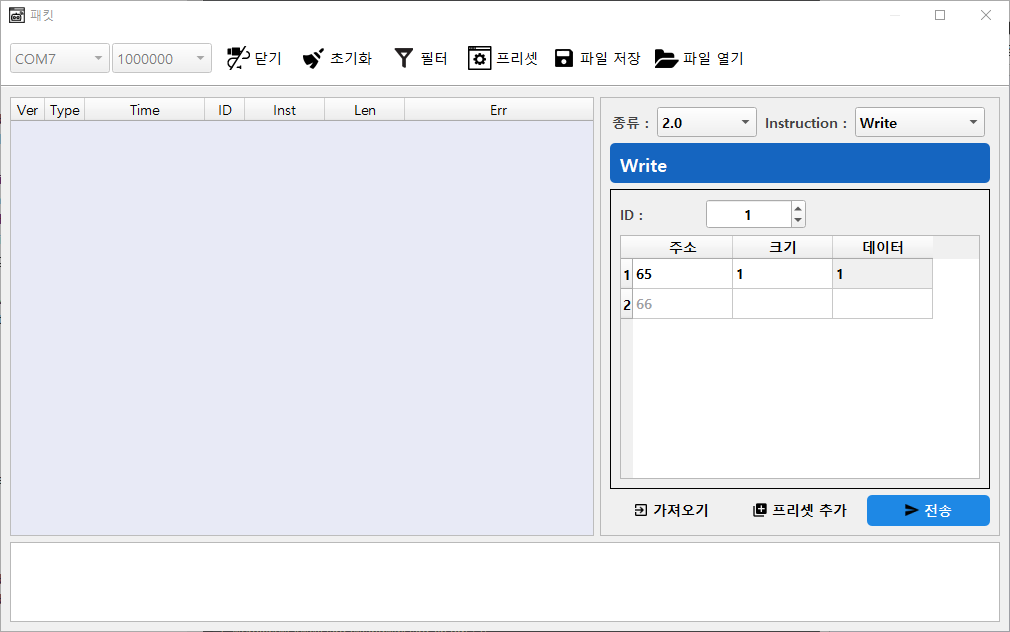 패킷
COM7 1000000 닫기 초기화 필터 프리셋 파일 저장 파일 열기
Ver Type Time ID Inst Len Err
종류 : 2.0 Instruction : Write
Write
ID : 1
주소 크기 데이터
1 65 1 1
2 66
가져오기 프리셋 추가 전송